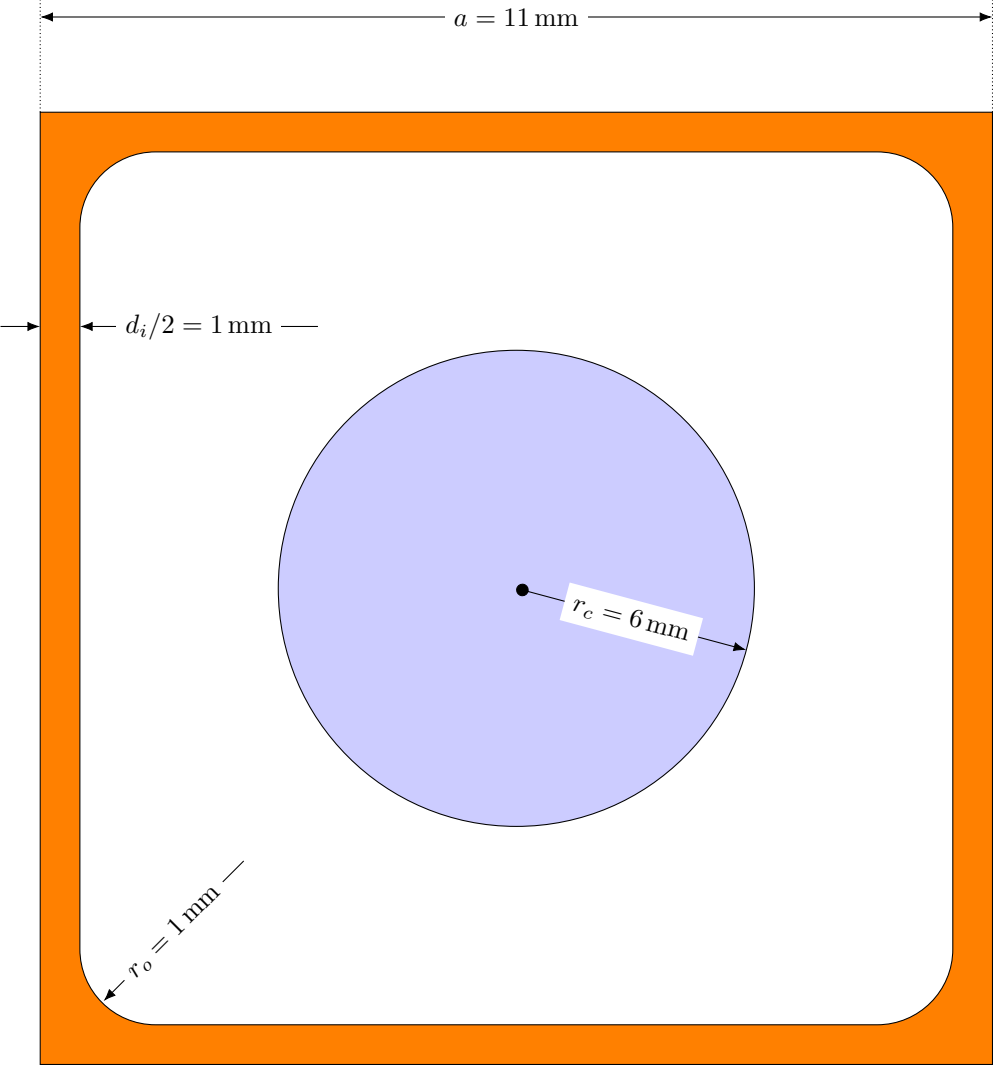 a = 11 mm
d_i/2 = 1 mm
r_c = 6 mm
r_o = 1 mm